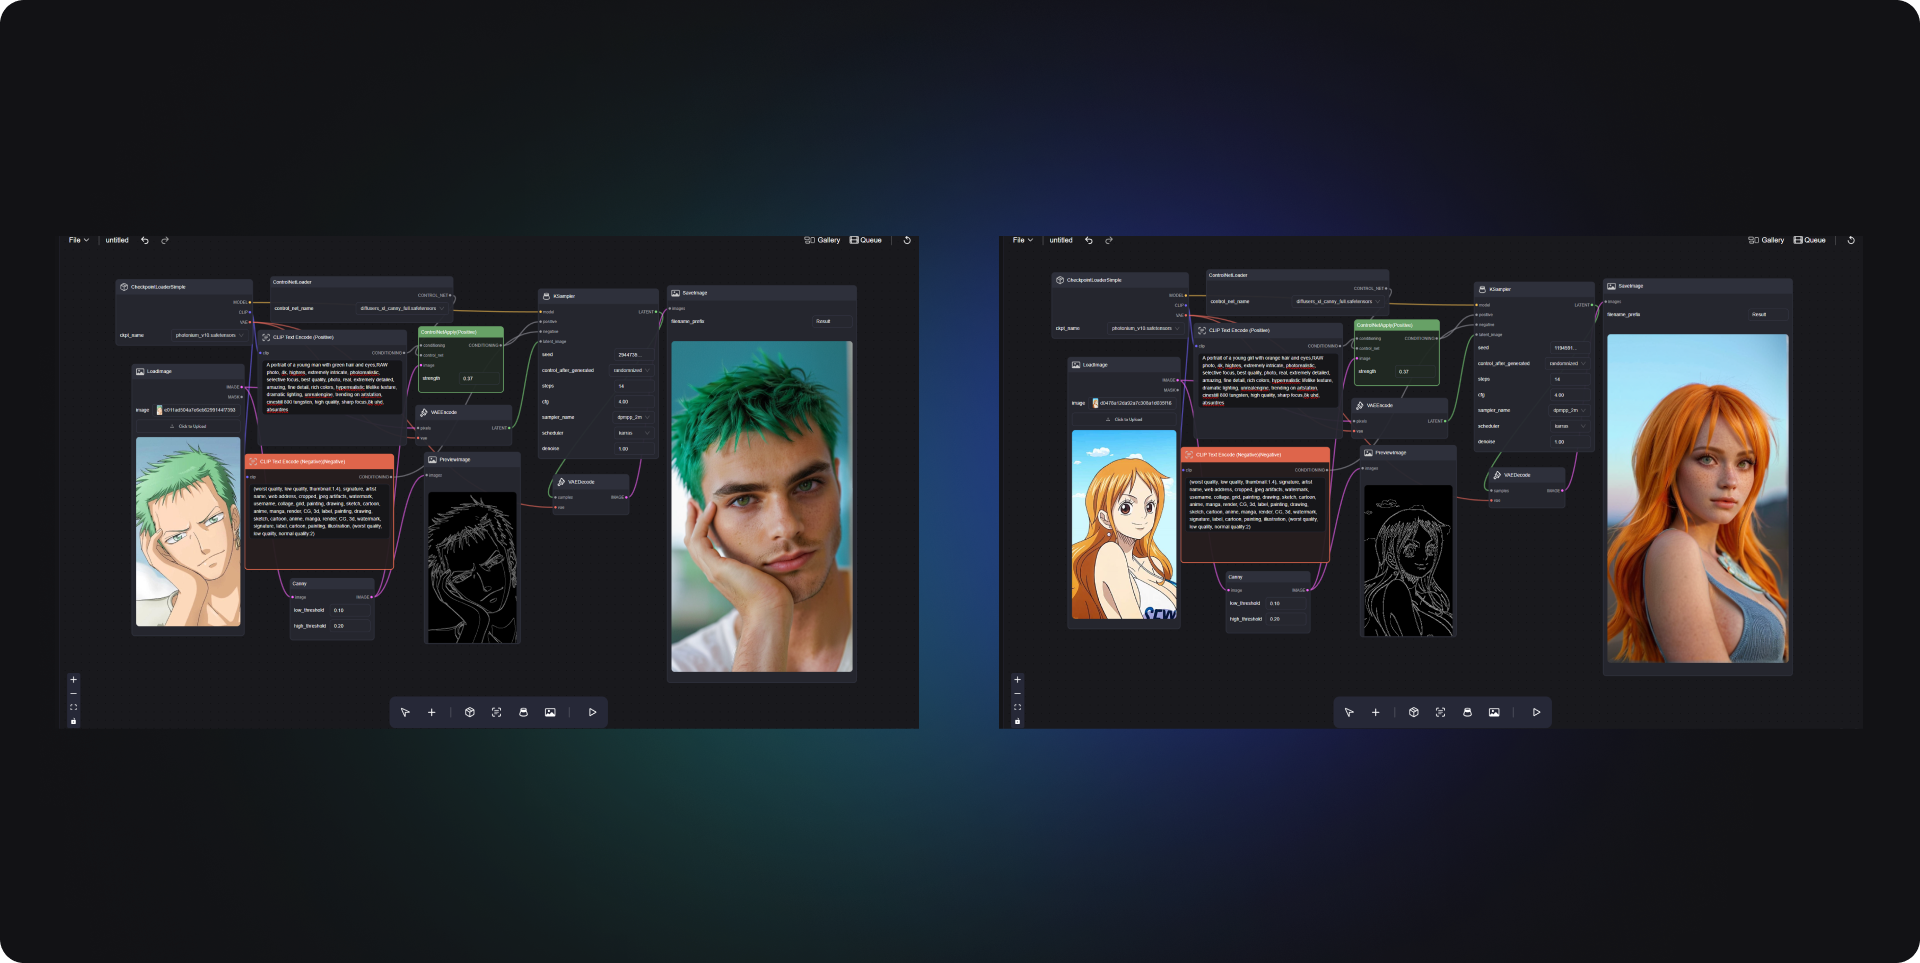 File
untitled
Gallery
Queue
CheckpointLoaderSimple
MODEL
CLIP
VAE
ckpt_name
photonium_v10.safetensors
ControlNetLoader
CONTROL_NET
control_net_name
diffusers_xl_canny_full.safetensors
CLIP Text Encode (Positive)
clip
CONDITIONING
A portrait of a young man with green hair and eyes,RAW
photo, 4k, highres, extremely intricate, photorealistic,
selective focus, best quality, photo, real, extremely detailed,
amazing, fine detail, rich colors, hyperrealistic lifelike texture,
dramatic lighting, unrealengine, trending on artstation,
cinestill 800 tungsten, high quality, sharp focus,8k uhd,
absurdres
ControlNetApply(Positive)
conditioning
CONDITIONING
control_net
image
strength
0.37
LoadImage
IMAGE
MASK
image
Click to Upload
VAEEncode
pixels
LATENT
vae
CLIP Text Encode (Negative)(Negative)
clip
CONDITIONING
(worst quality, low quality, thumbnail:1.4), signature, artist
name, web address, cropped, jpeg artifacts, watermark,
username, collage, grid, painting, drawing, sketch, cartoon,
anime, manga, render, CG, 3d, label, painting, drawing,
sketch, cartoon, anime, manga, render, CG, 3d, watermark,
signature, label, cartoon, painting, illustration, (worst quality,
low quality, normal quality:2)
PreviewImage
images
Canny
image
IMAGE
low_threshold
0.10
high_threshold
0.20
KSampler
model
LATENT
positive
negative
latent_image
seed
2944735...
control_after_generated
randomized
steps
14
cfg
4.00
sampler_name
dpmpp_2m
scheduler
karras
denoise
1.00
VAEDecode
samples
IMAGE
vae
SaveImage
images
filename_prefix
Result
File
untitled
Gallery
Queue
CheckpointLoaderSimple
MODEL
CLIP
VAE
ckpt_name
photonium_v10.safetensors
ControlNetLoader
CONTROL_NET
control_net_name
diffusers_xl_canny_full.safetensors
CLIP Text Encode (Positive)
clip
CONDITIONING
A portrait of a young girl with orange hair and eyes,RAW
photo, 4k, highres, extremely intricate, photorealistic,
selective focus, best quality, photo, real, extremely detailed,
amazing, fine detail, rich colors, hyperrealistic lifelike texture,
dramatic lighting, unrealengine, trending on artstation,
cinestill 800 tungsten, high quality, sharp focus,8k uhd,
absurdres
ControlNetApply(Positive)
conditioning
CONDITIONING
control_net
image
strength
0.37
LoadImage
IMAGE
MASK
image
Click to Upload
SEW
VAEEncode
pixels
LATENT
vae
CLIP Text Encode (Negative)(Negative)
clip
CONDITIONING
(worst quality, low quality, thumbnail:1.4), signature, artist
name, web address, cropped, jpeg artifacts, watermark,
username, collage, grid, painting, drawing, sketch, cartoon,
anime, manga, render, CG, 3d, label, painting, drawing,
sketch, cartoon, anime, manga, render, CG, 3d, watermark,
signature, label, cartoon, painting, illustration, (worst quality,
low quality, normal quality:2)
PreviewImage
images
Canny
image
IMAGE
low_threshold
0.10
high_threshold
0.20
KSampler
model
LATENT
positive
negative
latent_image
seed
1194591...
control_after_generated
randomized
steps
14
cfg
4.00
sampler_name
dpmpp_2m
scheduler
karras
denoise
1.00
VAEDecode
samples
IMAGE
vae
SaveImage
images
filename_prefix
Result